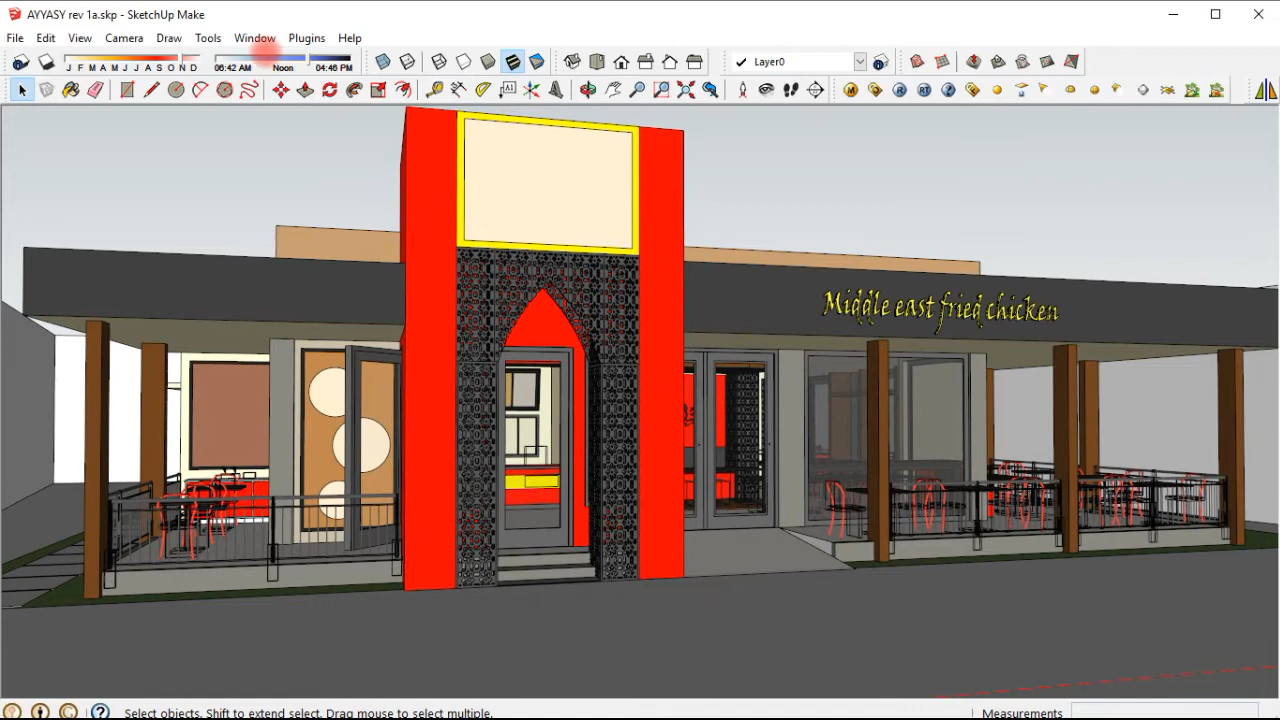 AYYASY rev 1a.skp - SketchUp Make
File Edit View Camera Draw Tools Window Plugins Help
J F M A M J J A S O N D 06:42 AM Noon 04:46 PM
Layer0
A1
M R RT
Middle east fried chicken
Select objects. Shift to extend select. Drag mouse to select multiple.
Measurements